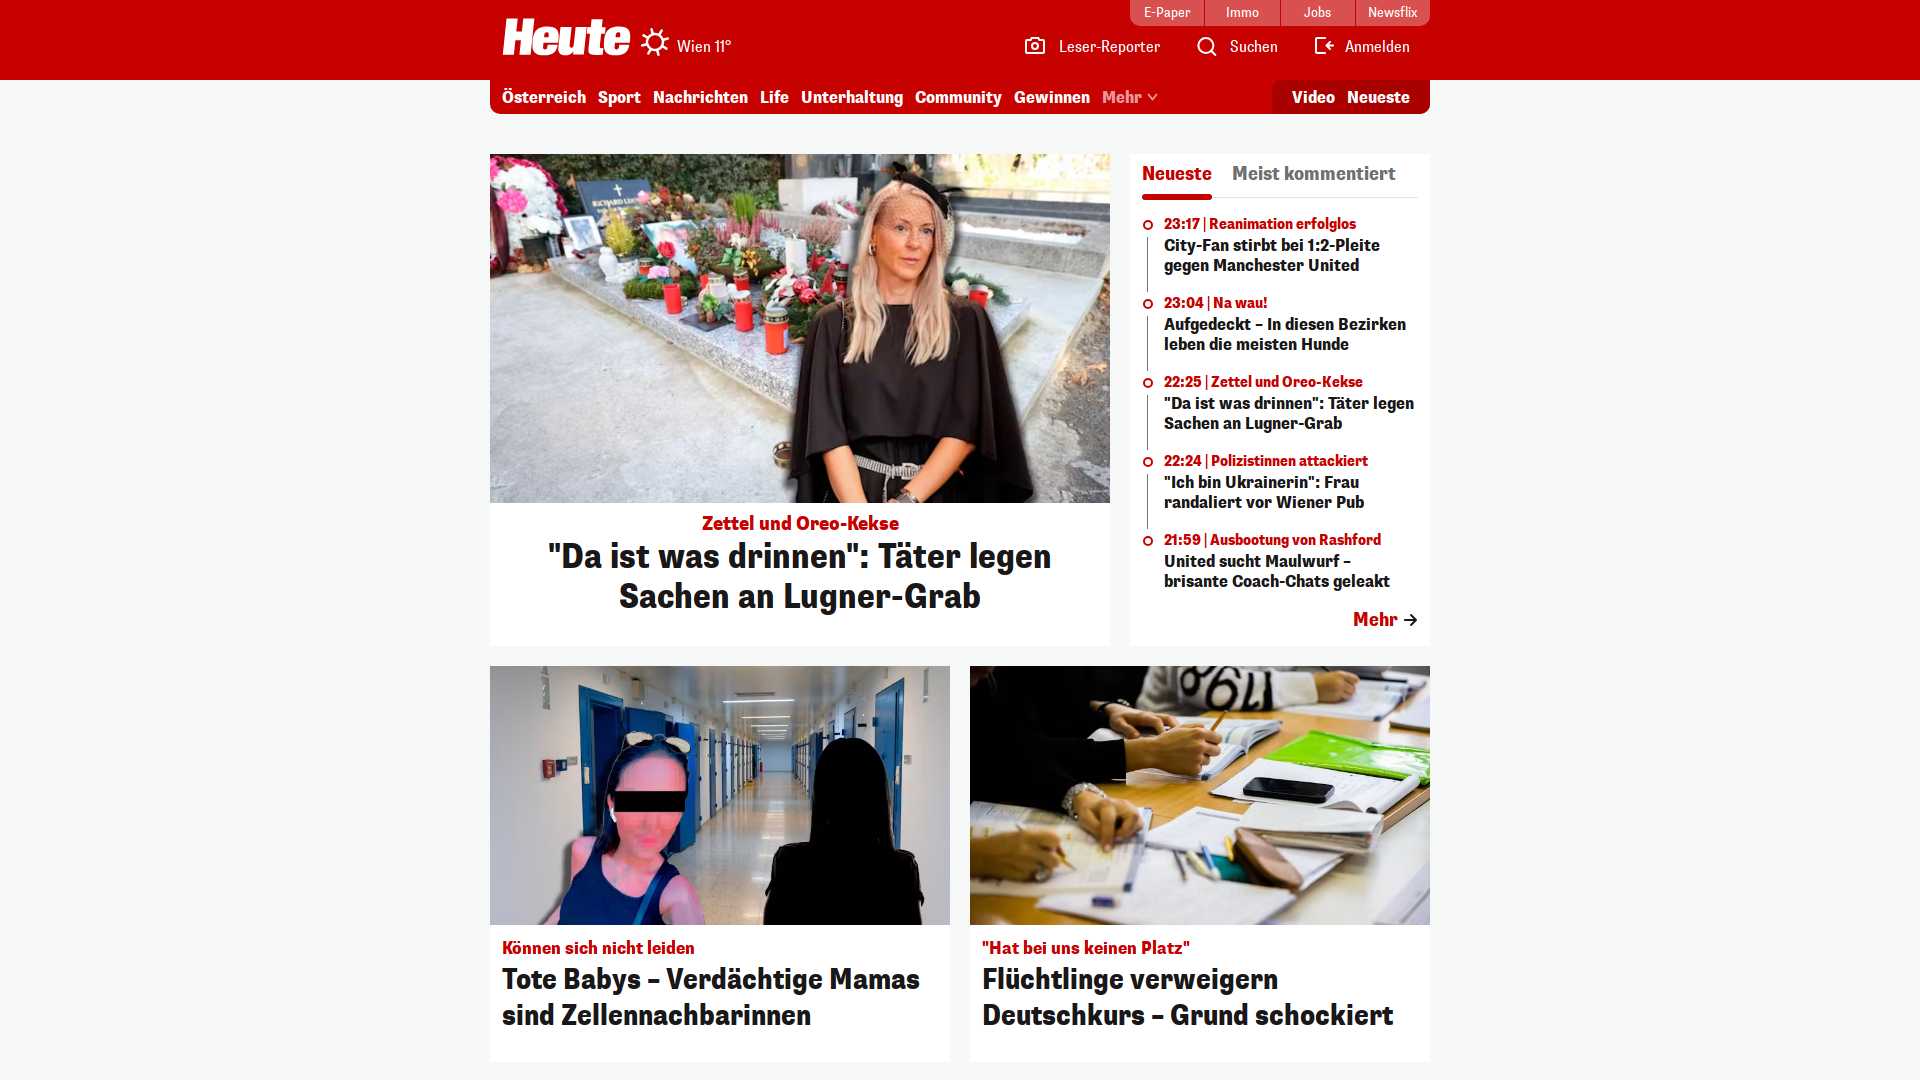 E-Paper
Immo
Jobs
Newsflix
Heute
Wien 11°
Leser-Reporter
Suchen
Anmelden
Österreich
Sport
Nachrichten
Life
Unterhaltung
Community
Gewinnen
Mehr
Video
Neueste
Zettel und Oreo-Kekse
"Da ist was drinnen": Täter legen
Sachen an Lugner-Grab
Neueste
Meist kommentiert
23:17 | Reanimation erfolglos
City-Fan stirbt bei 1:2-Pleite
gegen Manchester United
23:04 | Na wau!
Aufgedeckt – In diesen Bezirken
leben die meisten Hunde
22:25 | Zettel und Oreo-Kekse
"Da ist was drinnen": Täter legen
Sachen an Lugner-Grab
22:24 | Polizistinnen attackiert
"Ich bin Ukrainerin": Frau
randaliert vor Wiener Pub
21:59 | Ausbootung von Rashford
United sucht Maulwurf –
brisante Coach-Chats geleakt
Mehr
Können sich nicht leiden
Tote Babys – Verdächtige Mamas
sind Zellennachbarinnen
"Hat bei uns keinen Platz"
Flüchtlinge verweigern
Deutschkurs – Grund schockiert